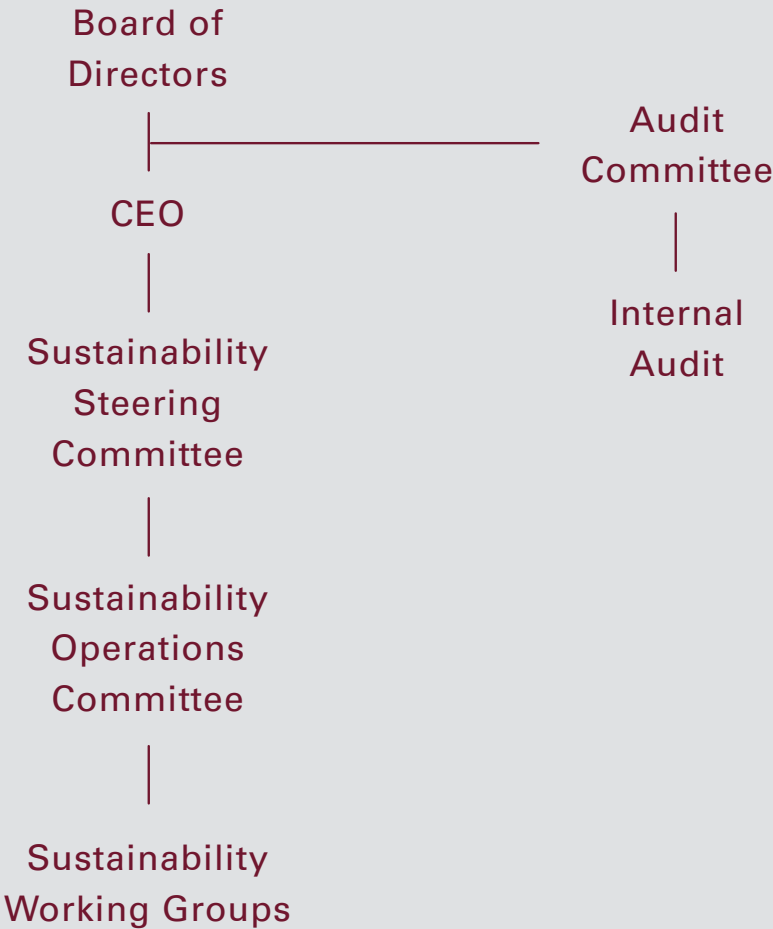 Board of
Directors
Audit
Committee
CEO
Internal
Audit
Sustainability
Steering
Committee
Sustainability
Operations
Committee
Sustainability
Working Groups